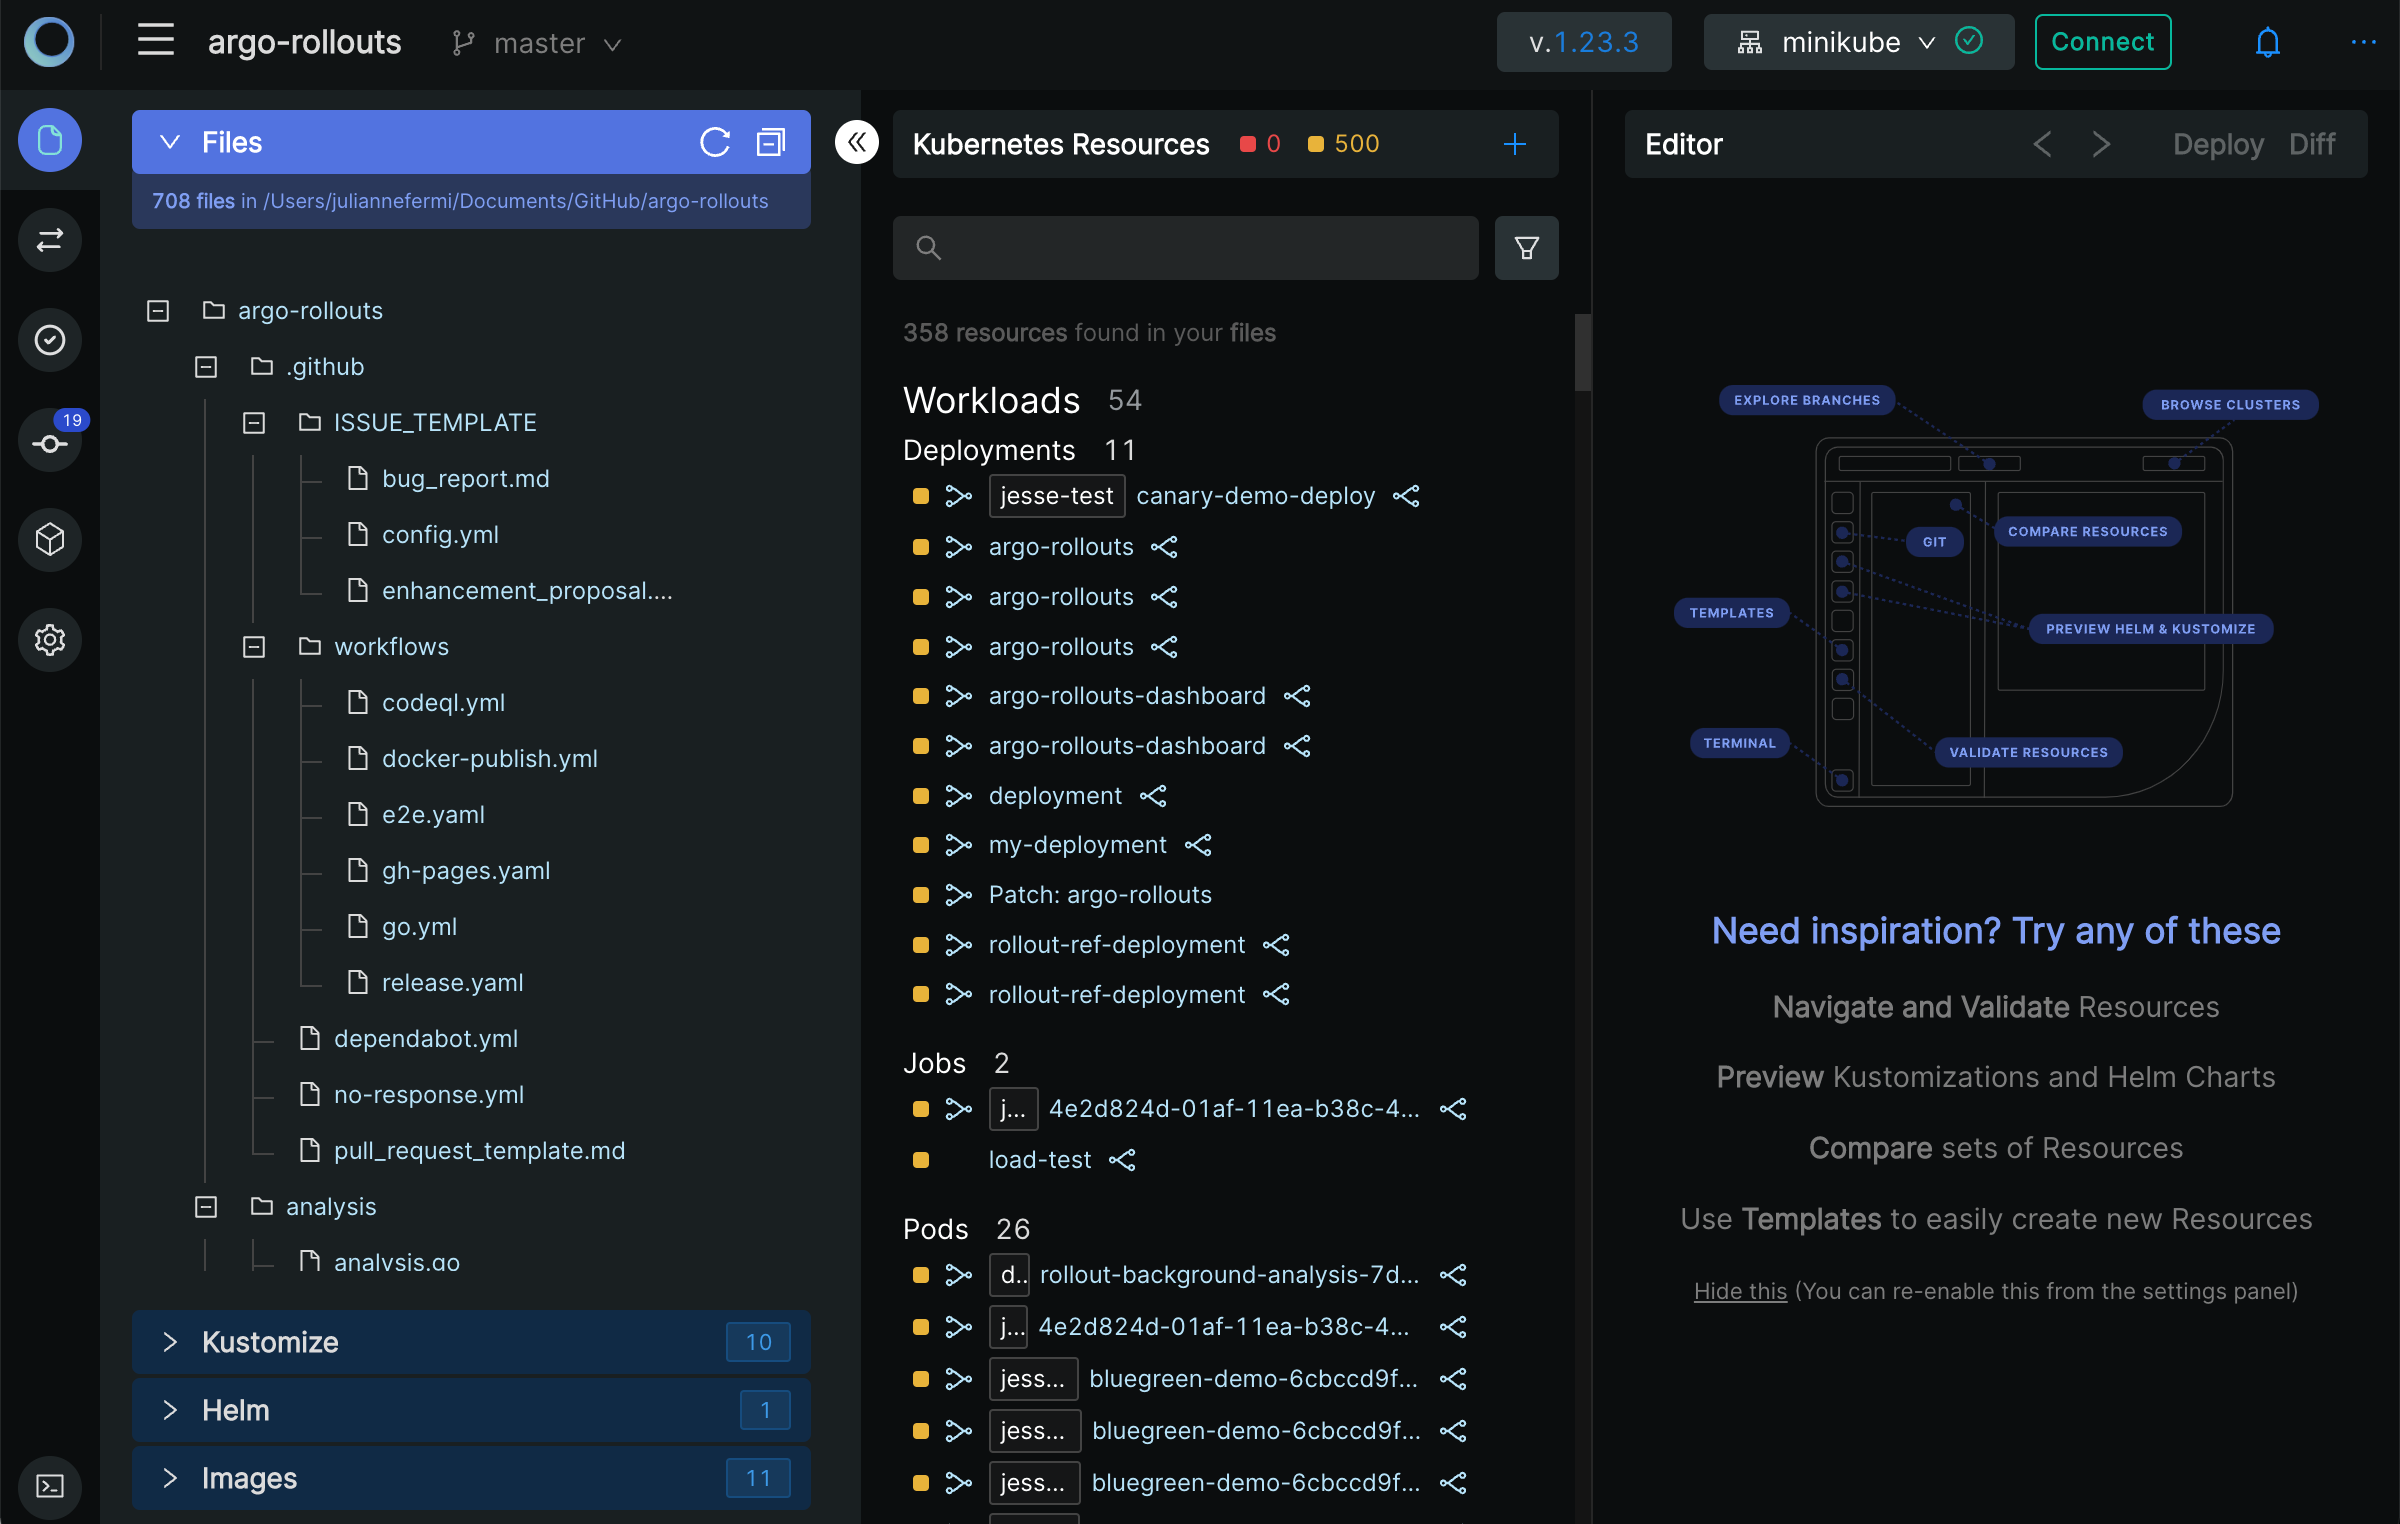 argo-rollouts master v.1.23.3 minikube Connect
Files
708 files in /Users/juliannefermi/Documents/GitHub/argo-rollouts
argo-rollouts
.github
ISSUE_TEMPLATE
bug_report.md
config.yml
enhancement_proposal....
workflows
codeql.yml
docker-publish.yml
e2e.yaml
gh-pages.yaml
go.yml
release.yaml
dependabot.yml
no-response.yml
pull_request_template.md
analysis
analysis.go
19
Kustomize 10
Helm 1
Images 11
Kubernetes Resources 0 500
358 resources found in your files
Workloads 54
Deployments 11
jesse-test canary-demo-deploy
argo-rollouts
argo-rollouts
argo-rollouts
argo-rollouts-dashboard
argo-rollouts-dashboard
deployment
my-deployment
Patch: argo-rollouts
rollout-ref-deployment
rollout-ref-deployment
Jobs 2
j... 4e2d824d-01af-11ea-b38c-4...
load-test
Pods 26
d.. rollout-background-analysis-7d...
j... 4e2d824d-01af-11ea-b38c-4...
jess... bluegreen-demo-6cbccd9f...
jess... bluegreen-demo-6cbccd9f...
jess... bluegreen-demo-6cbccd9f...
Editor Deploy Diff
EXPLORE BRANCHES
BROWSE CLUSTERS
COMPARE RESOURCES
GIT
TEMPLATES
PREVIEW HELM & KUSTOMIZE
TERMINAL
VALIDATE RESOURCES
Need inspiration? Try any of these
Navigate and Validate Resources
Preview Kustomizations and Helm Charts
Compare sets of Resources
Use Templates to easily create new Resources
Hide this (You can re-enable this from the settings panel)